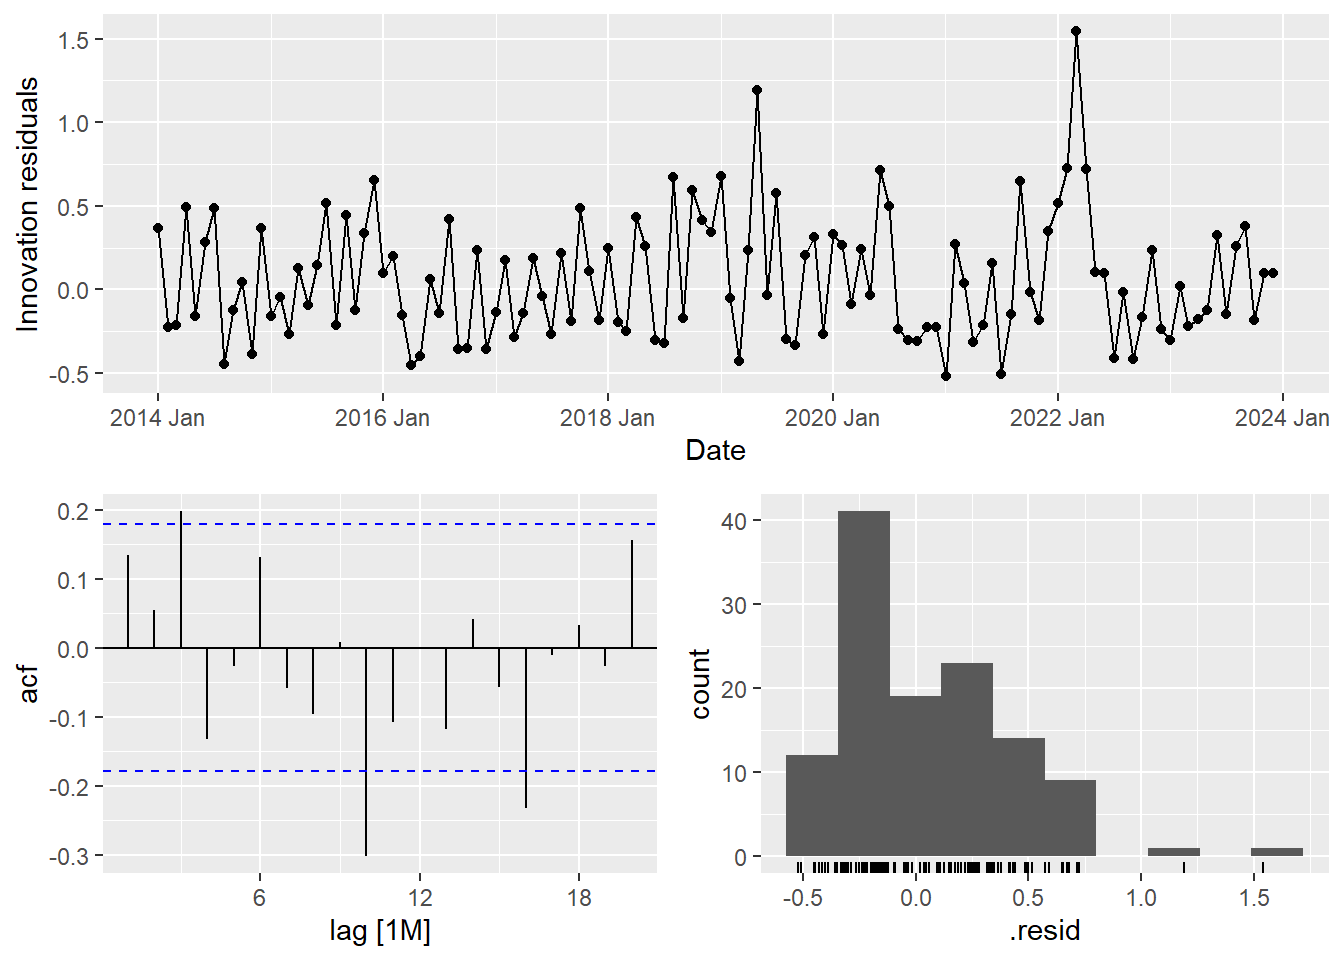 Innovation residuals
1.5
1.0
0.5
0.0
-0.5
2014 Jan 2016 Jan 2018 Jan 2020 Jan 2022 Jan 2024 Jan
Date
acf
0.2
0.1
0.0
-0.1
-0.2
-0.3
6 12 18
lag [1M]
count
40
30
20
10
0
-0.5 0.0 0.5 1.0 1.5
.resid